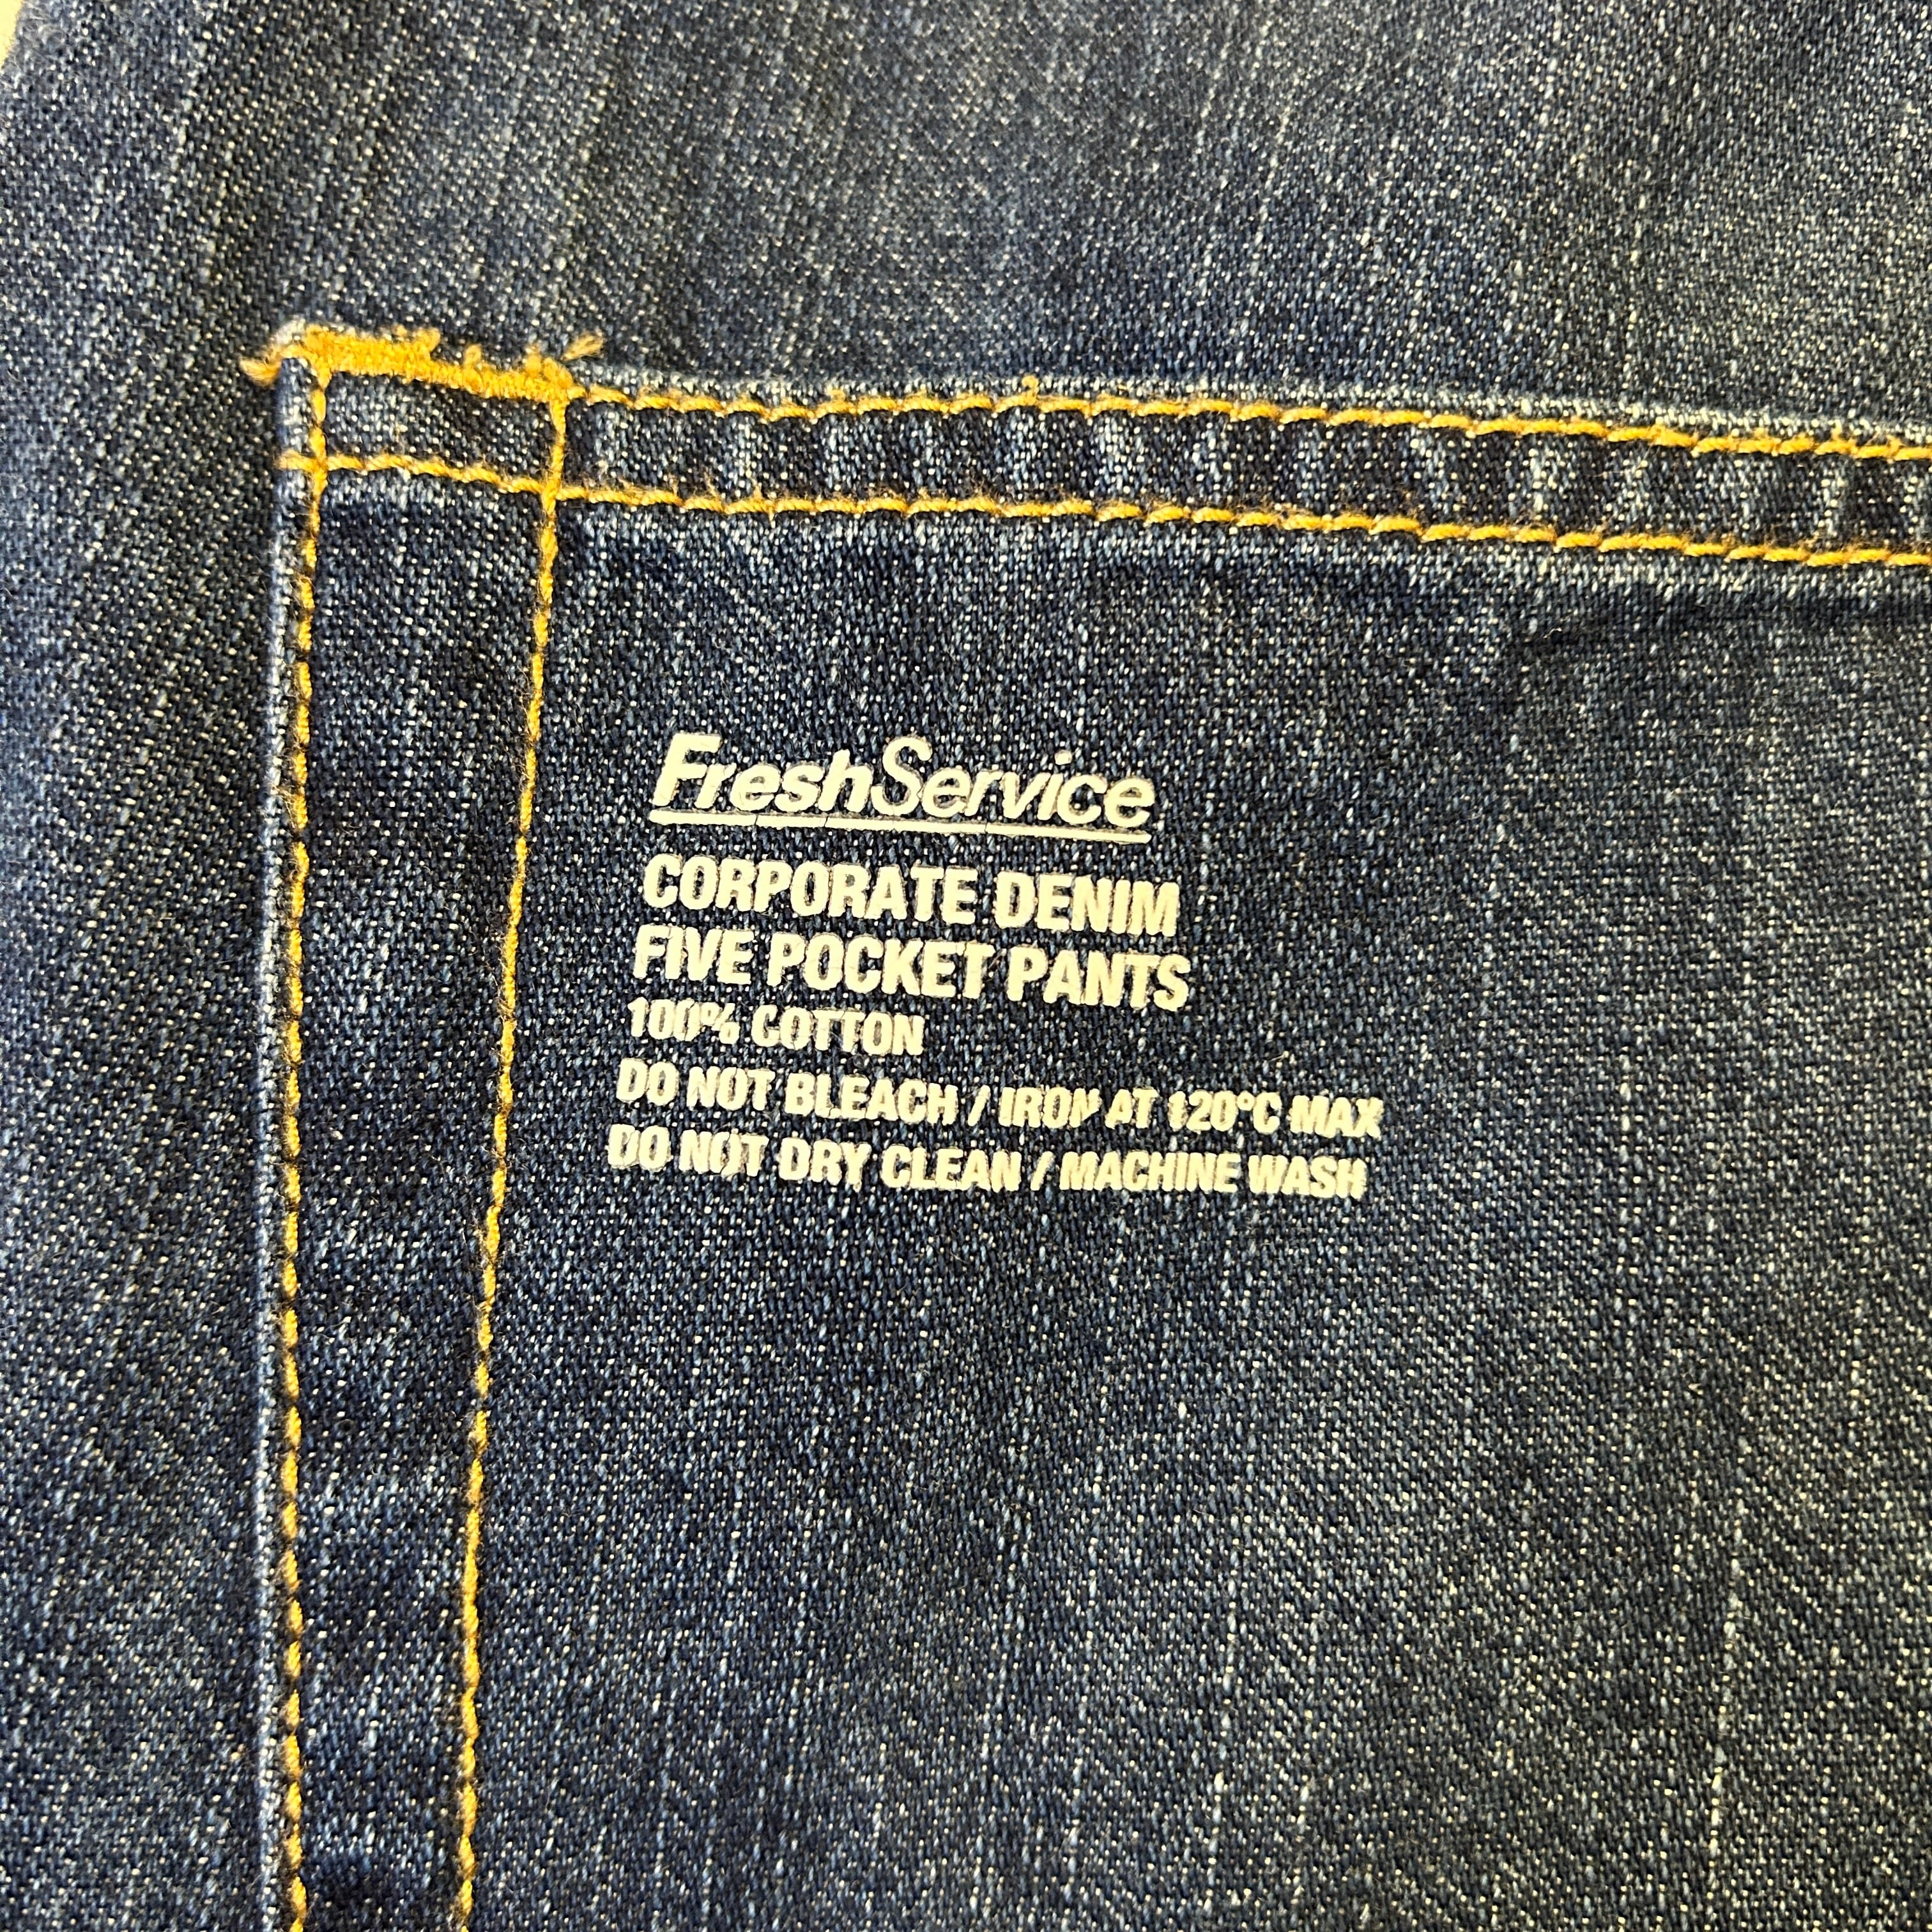 FreshService
CORPORATE DENIM
FIVE POCKET PANTS
100% COTTON
DO NOT BLEACH / IRON AT 120°C MAX
DO NOT DRY CLEAN / MACHINE WASH